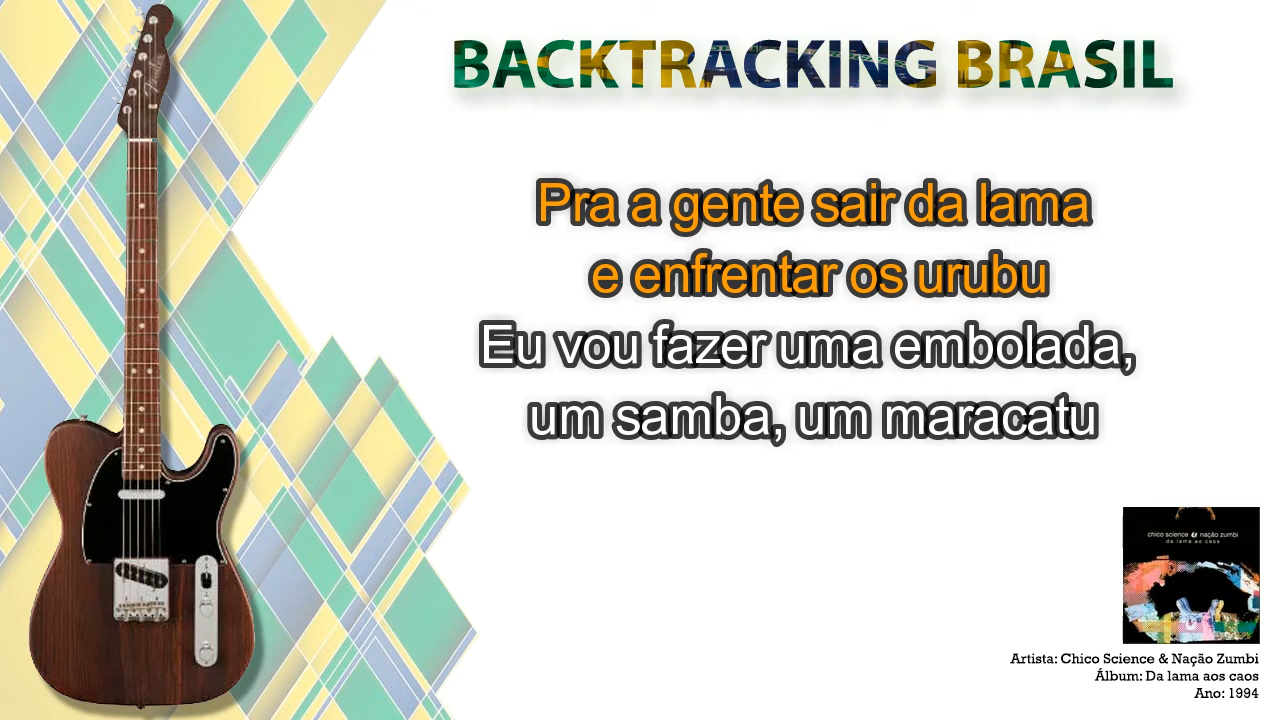 BACKTRACKING BRASIL
Pra a gente sair da lama
e enfrentar os urubu
Eu vou fazer uma embolada,
um samba, um maracatu
Fender
chico science & nação zumbi
da lama ao caos
Artista: Chico Science & Nação Zumbi
Álbum: Da lama aos caos
Ano: 1994